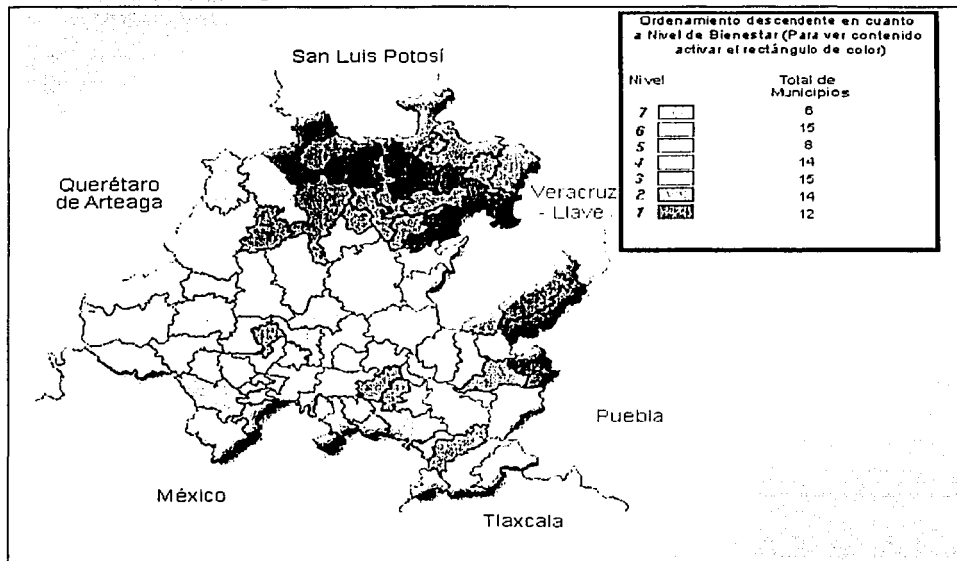 Ordenamiento descendente en cuanto
a Nivel de Bienestar (Para ver contenido
activar el rectángulo de color)
Nivel
Total de
Municipios
7 6
6 15
5 8
4 14
3 15
2 14
1 12
San Luis Potosí
Querétaro
de Arteaga
Veracruz
- Llave
Puebla
México
Tlaxcala